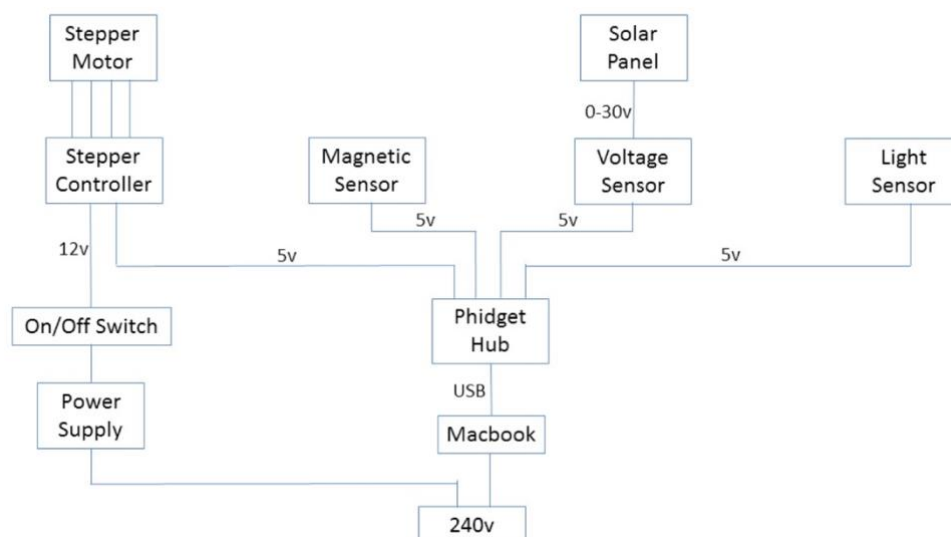 Stepper
Motor
Solar
Panel
0-30v
Stepper
Controller
Magnetic
Sensor
Voltage
Sensor
Light
Sensor
5v
5v
12v
5v
5v
On/Off Switch
Phidget
Hub
USB
Power
Supply
Macbook
240v